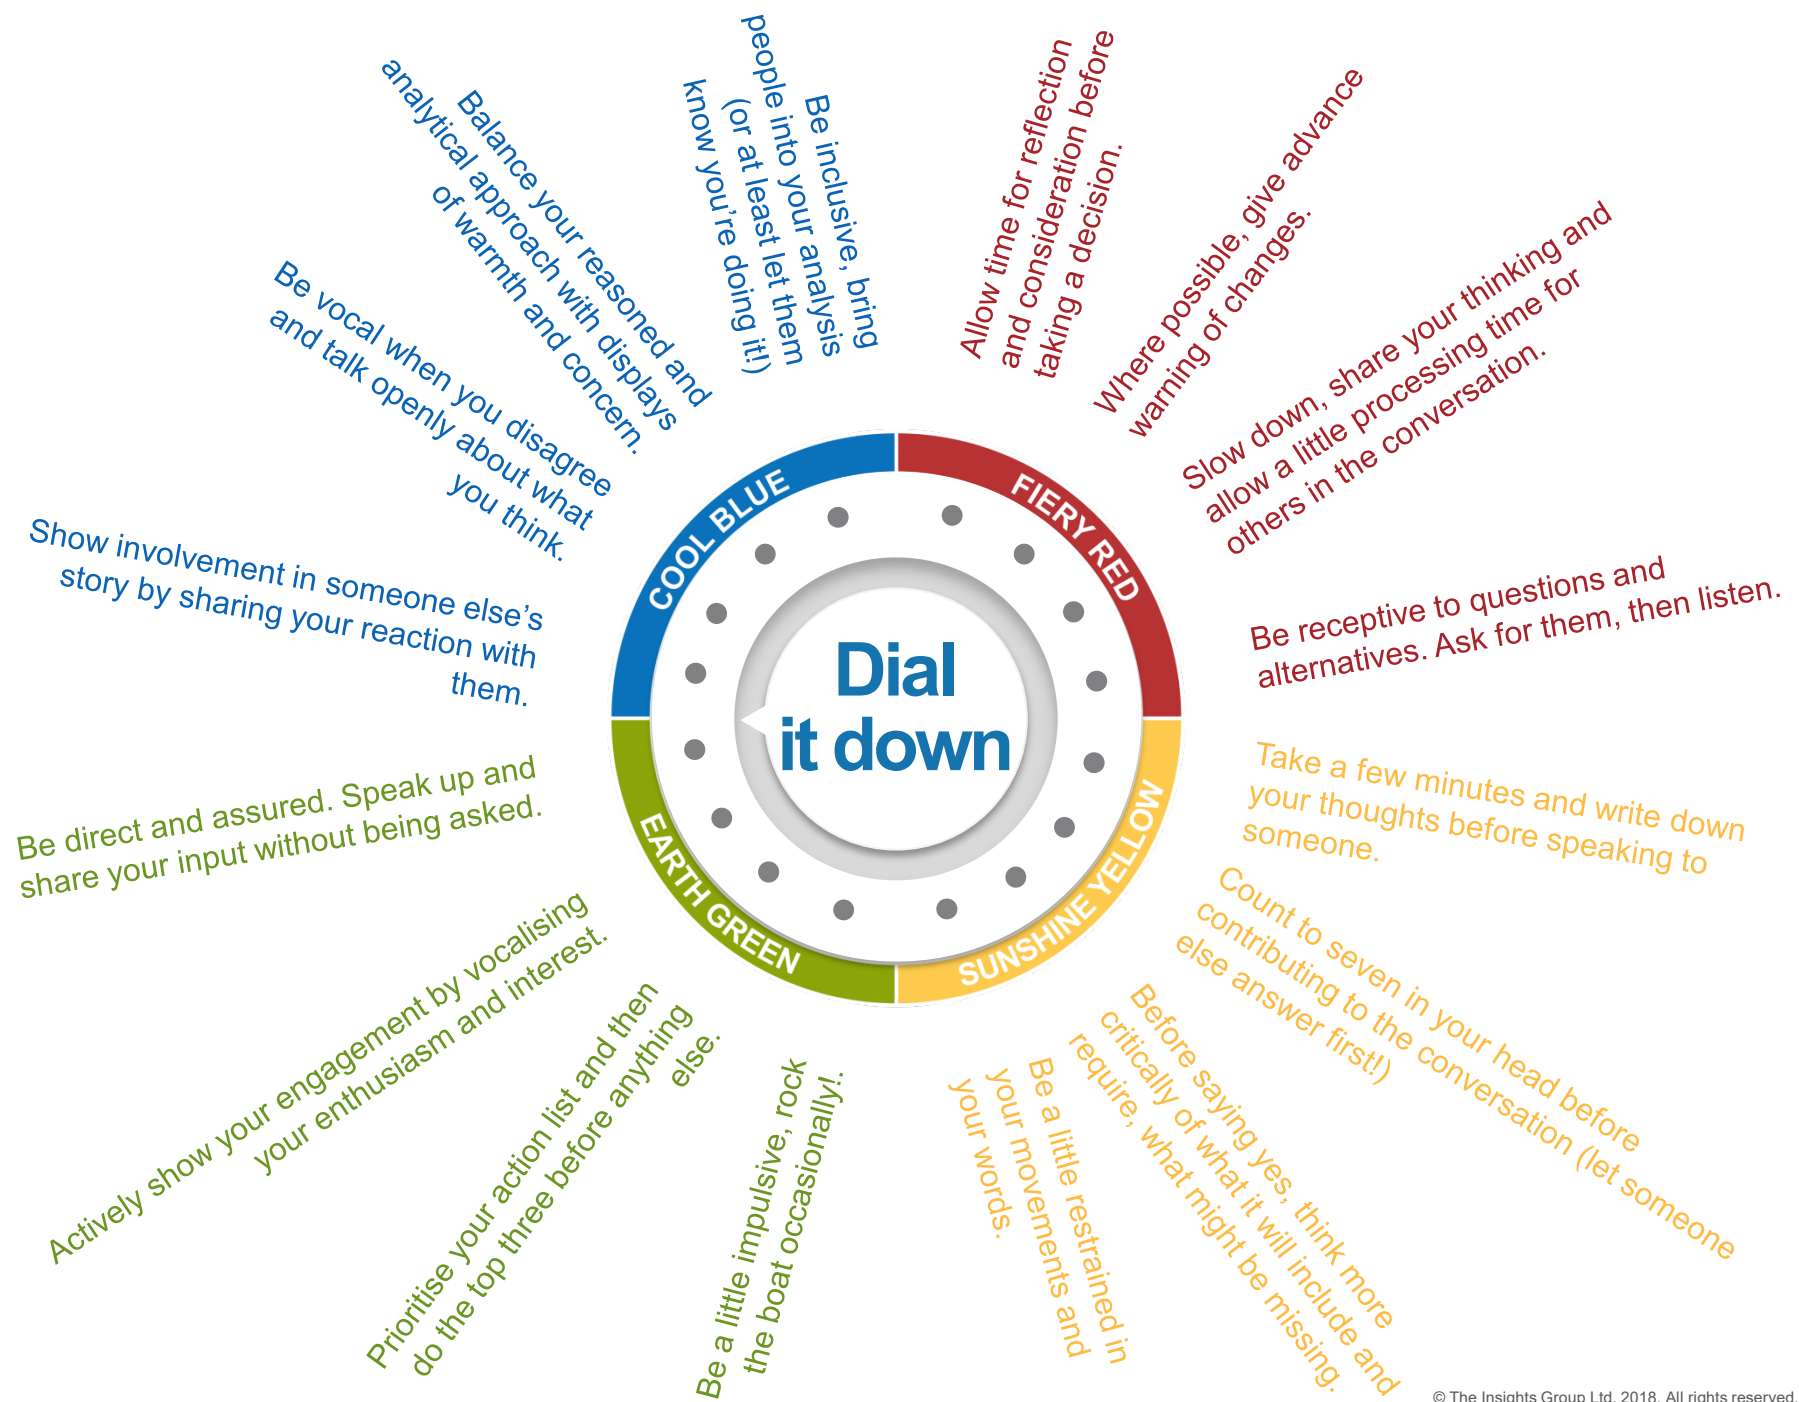 Be inclusive, bring
people into your analysis
(or at least let them
know you're doing it!)
Balance your reasoned and
analytical approach with displays
of warmth and concern.
Be vocal when you disagree
and talk openly about what
you think.
Show involvement in someone else's
story by sharing your reaction with
them.
Allow time for reflection
and consideration before
taking a decision.
Where possible, give advance
warning of changes.
Slow down, share your thinking and
allow a little processing time for
others in the conversation.
Be receptive to questions and
alternatives. Ask for them, then listen.
COOL BLUE
FIERY RED
Dial
it down
EARTH GREEN
SUNSHINE YELLOW
Take a few minutes and write down
your thoughts before speaking to
someone.
Count to seven in your head before
contributing to the conversation (let someone
else answer first!)
Before saying yes, think more
critically of what it will include and
require, what might be missing.
Be a little restrained in
your movements and
your words.
Be direct and assured. Speak up and
share your input without being asked.
Actively show your engagement by vocalising
your enthusiasm and interest.
Prioritise your action list and then
do the top three before anything
else.
Be a little impulsive, rock
the boat occasionally!.
© The Insights Group Ltd, 2018. All rights reserved.